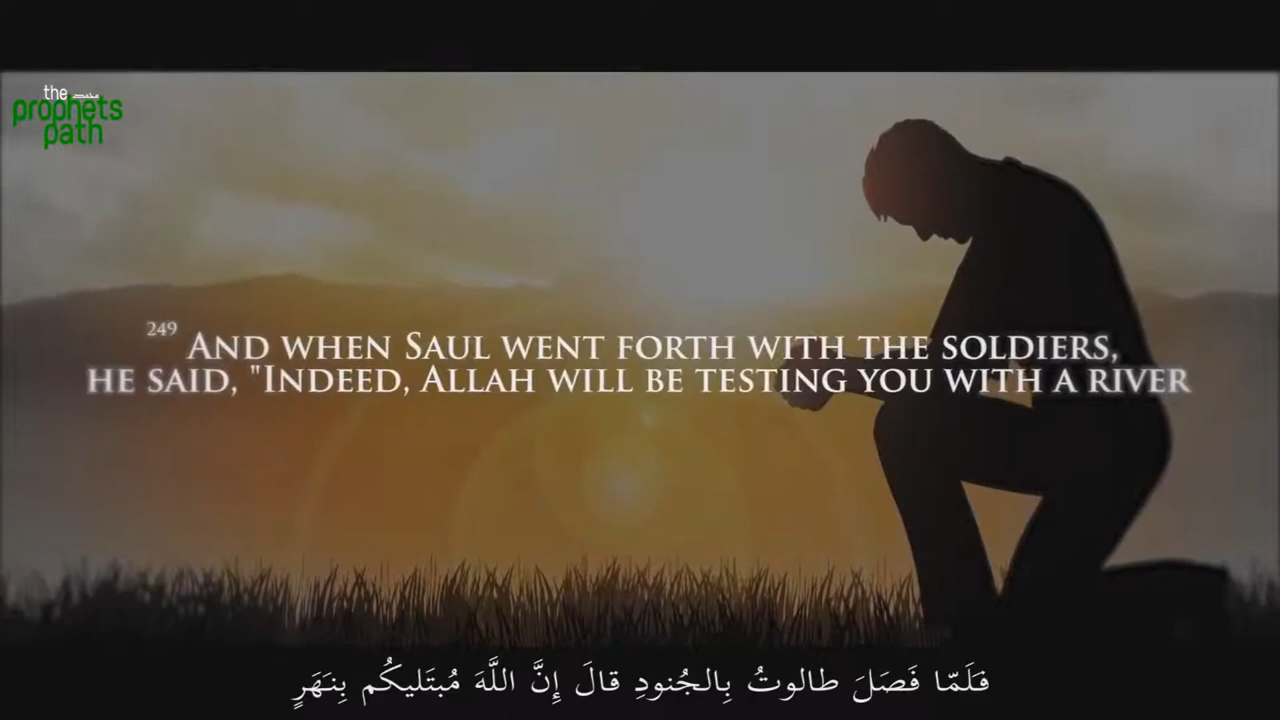 the
prophets
path
249 AND WHEN SAUL WENT FORTH WITH THE SOLDIERS,
HE SAID, "INDEED, ALLAH WILL BE TESTING YOU WITH A RIVER
فَلَمّا فَصَلَ طالوتُ بِالجُنودِ قالَ إِنَّ اللَّهَ مُبتَليكُم بِنَهَرٍ